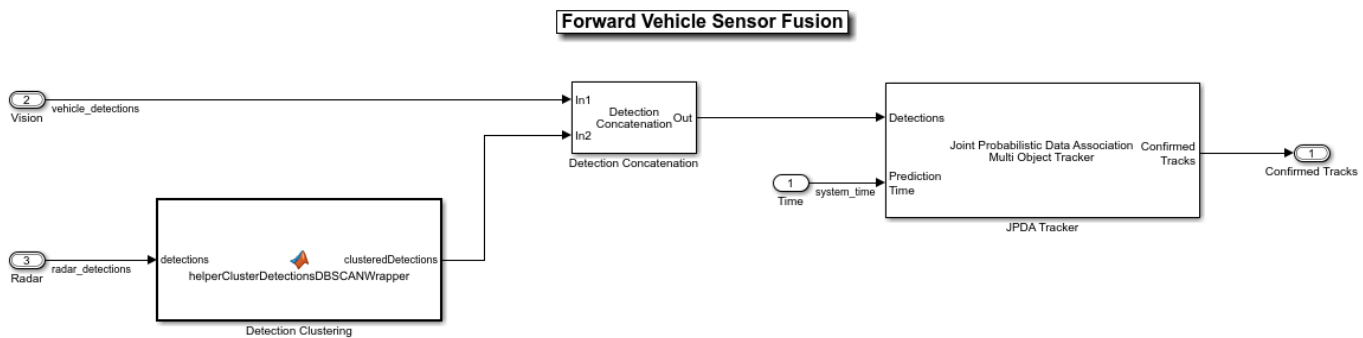 Forward Vehicle Sensor Fusion
2
vehicle_detections
Vision
In1
Detection
Concatenation
Out
In2
Detection Concatenation
Detections
Joint Probabilistic Data Association
Multi Object Tracker
Confirmed
Tracks
Prediction
Time
JPDA Tracker
1
system_time
Time
1
Confirmed Tracks
3
radar_detections
Radar
detections
clusteredDetections
helperClusterDetectionsDBSCANWrapper
Detection Clustering